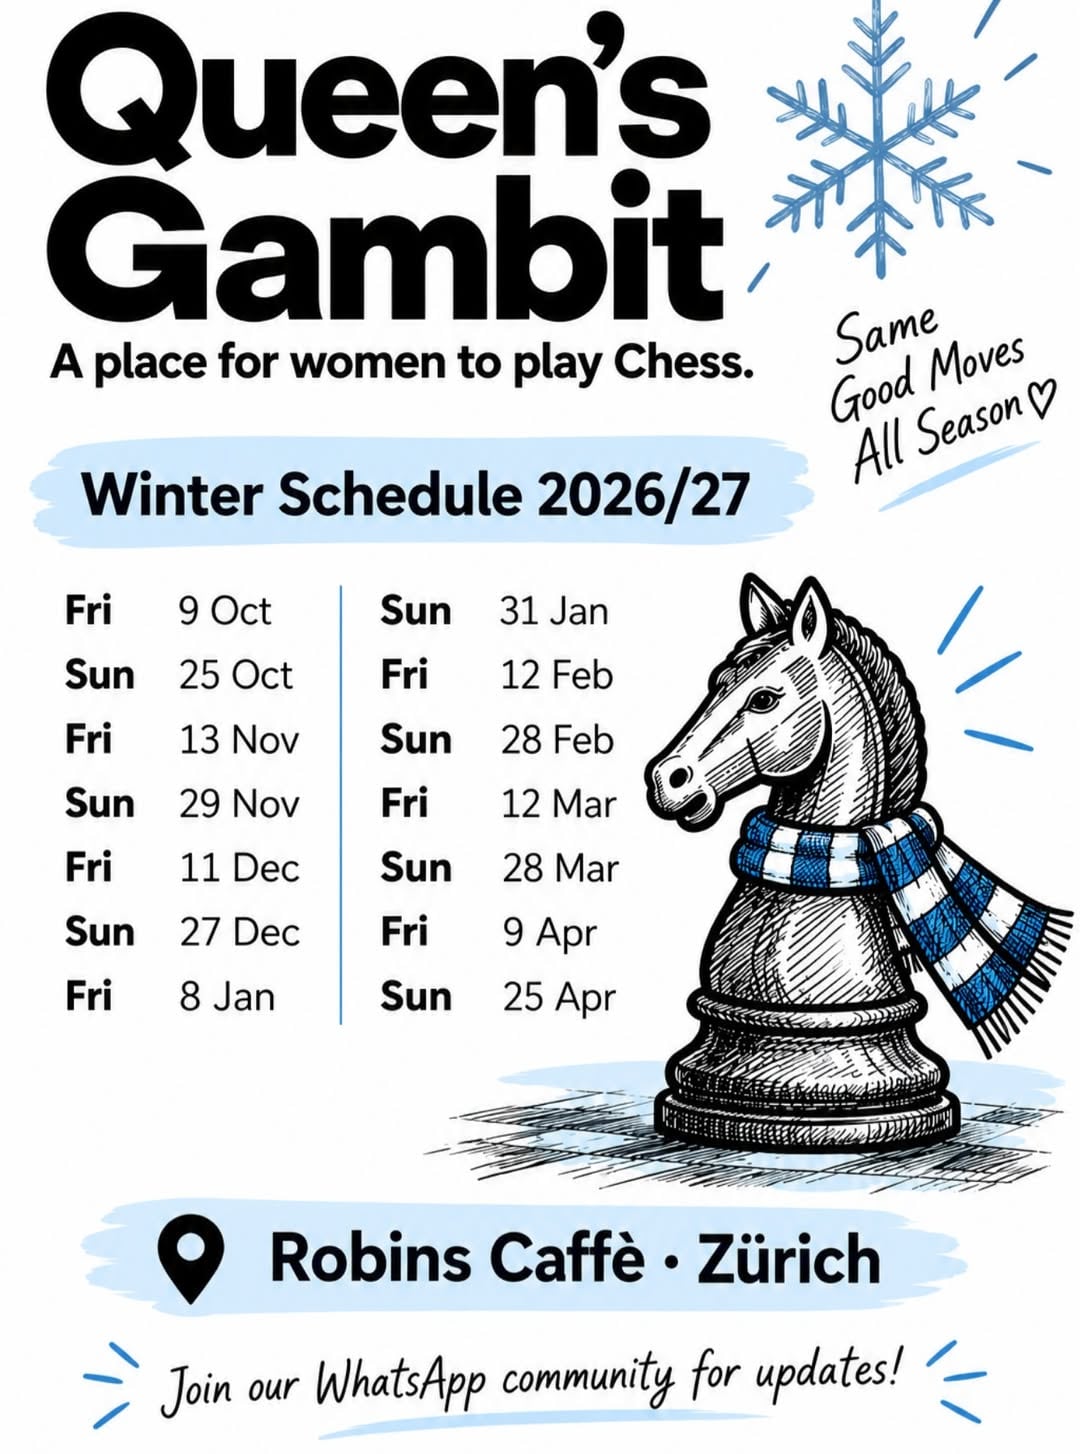 Queen's
Gambit
A place for women to play Chess.
Same
Good Moves
All Season♡
Winter Schedule 2026/27
Fri 9 Oct
Sun 25 Oct
Fri 13 Nov
Sun 29 Nov
Fri 11 Dec
Sun 27 Dec
Fri 8 Jan
Sun 31 Jan
Fri 12 Feb
Sun 28 Feb
Fri 12 Mar
Sun 28 Mar
Fri 9 Apr
Sun 25 Apr
Robins Caffè · Zürich
Join our WhatsApp community for updates!